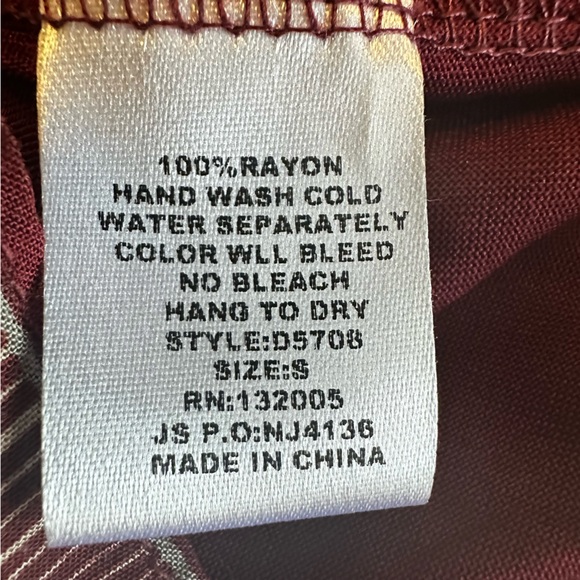 100%RAYON
HAND WASH COLD
WATER SEPARATELY
COLOR WLL BLEED
NO BLEACH
HANG TO DRY
STYLE:D5708
SIZE:S
RN:132005
JS P.O:NJ4136
MADE IN CHINA